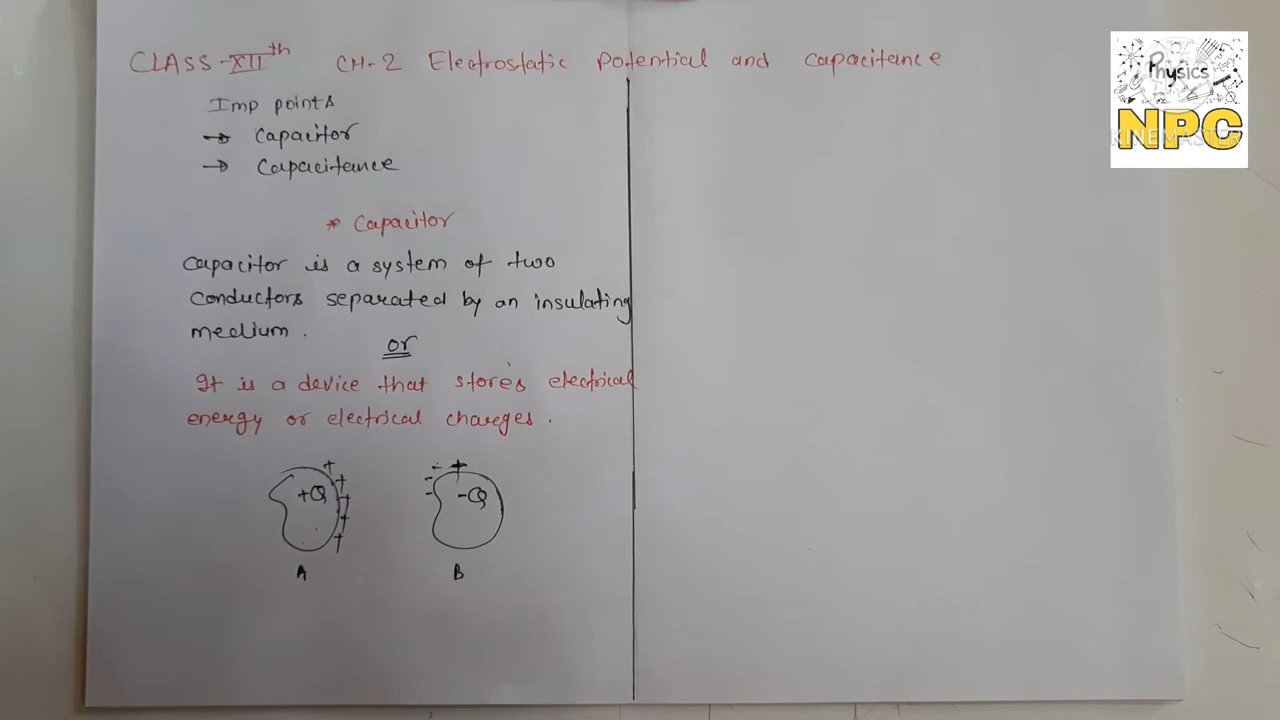 CLASS-XIIth CH-2 Electrostatic Potential and capacitance
Imp points
→ Capacitor
→ Capacitance
* Capacitor
Capacitor is a system of two
conductors separated by an insulating
medium.
or
It is a device that stores electrical
energy or electrical charges.
+Q -Q
A B
Physics
NPC
KINEMASTER